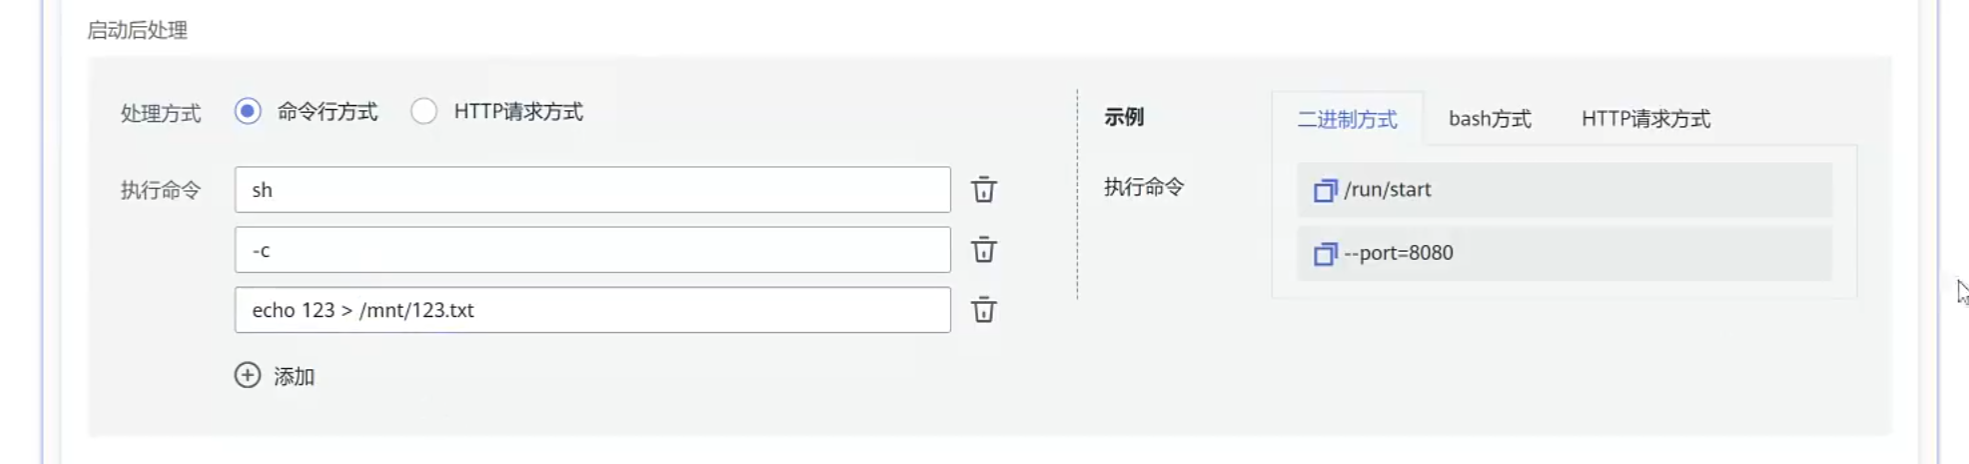 启动后处理
处理方式 命令行方式 HTTP请求方式
执行命令 sh
-c
echo 123 > /mnt/123.txt
添加
示例 二进制方式 bash方式 HTTP请求方式
执行命令 /run/start
--port=8080